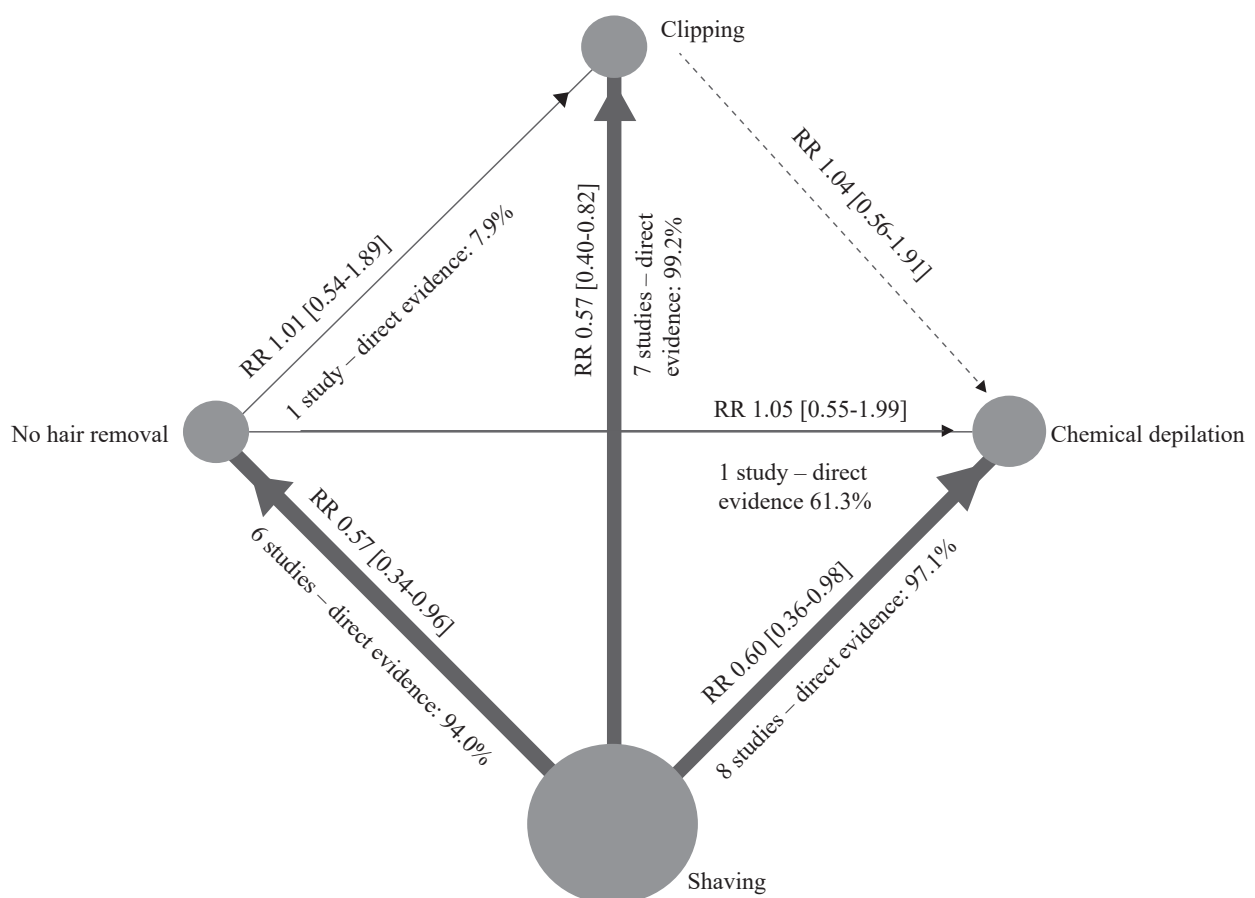 Clipping
RR 1.04 [0.56-1.91]
RR 1.01 [0.54-1.89]
1 study – direct evidence: 7.9%
RR 0.57 [0.40-0.82]
7 studies – direct
evidence: 99.2%
No hair removal
RR 1.05 [0.55-1.99]
Chemical depilation
1 study – direct
evidence 61.3%
RR 0.57 [0.34-0.96]
6 studies – direct evidence: 94.0%
RR 0.60 [0.36-0.98]
8 studies – direct evidence: 97.1%
Shaving